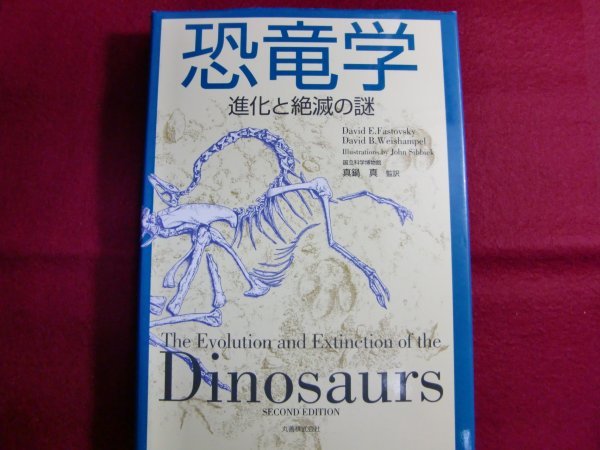 恐竜学
進化と絶滅の謎
David E.Fastovsky
David B.Weishampel
Illustrations by John Sibbick
国立科学博物館
真鍋 真 監訳
The Evolution and Extinction of the
Dinosaurs
SECOND EDITION
丸善株式会社